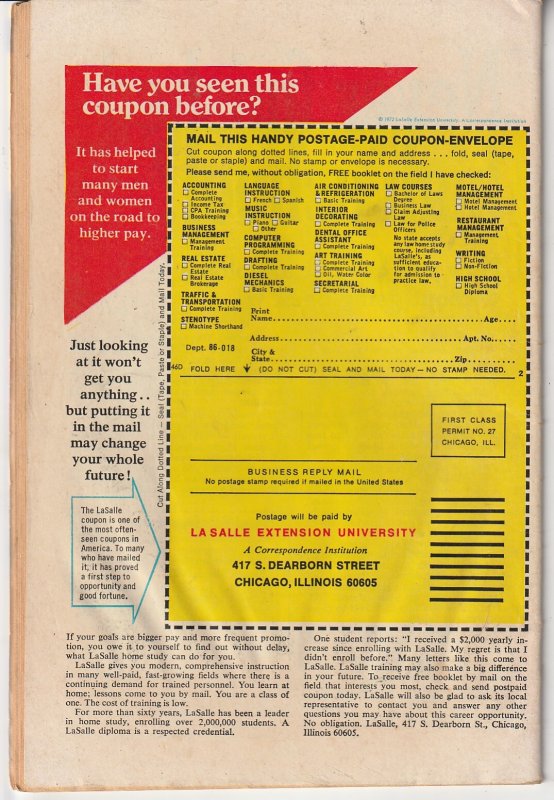 Have you seen this
coupon before?
© 1972 LaSalle Extension University, A Correspondence Institution
It has helped
to start
many men
and women
on the road to
higher pay.
Just looking
at it won't
get you
anything . .
but putting it
in the mail
may change
your whole
future!
The LaSalle
coupon is one of
the most often-
seen coupons in
America. To many
who have mailed
it, it has proved
a first step to
opportunity and
good fortune.
Cut Along Dotted Line — Seal (Tape, Paste or Staple) and Mail Today.
MAIL THIS HANDY POSTAGE-PAID COUPON-ENVELOPE
Cut coupon along dotted lines, fill in your name and address . . . fold, seal (tape,
paste or staple) and mail. No stamp or envelope is necessary.
Please send me, without obligation, FREE booklet on the field I have checked:
ACCOUNTING
☐ Complete
Accounting
☐ Income Tax
☐ CPA Training
☐ Bookkeeping
BUSINESS
MANAGEMENT
☐ Management
Training
REAL ESTATE
☐ Complete Real
Estate
☐ Real Estate
Brokerage
TRAFFIC &
TRANSPORTATION
☐ Complete Training
STENOTYPE
☐ Machine Shorthand
LANGUAGE
INSTRUCTION
☐ French ☐ Spanish
MUSIC
INSTRUCTION
☐ Piano ☐ Guitar
☐ Other
COMPUTER
PROGRAMMING
☐ Complete Training
DRAFTING
☐ Complete Training
DIESEL
MECHANICS
☐ Basic Training
AIR CONDITIONING
& REFRIGERATION
☐ Basic Training
INTERIOR
DECORATING
☐ Complete Training
DENTAL OFFICE
ASSISTANT
☐ Complete Training
ART TRAINING
☐ Complete Training
☐ Commercial Art
☐ Oil, Water Color
SECRETARIAL
☐ Complete Training
LAW COURSES
☐ Bachelor of Laws
Degree
☐ Business Law
☐ Claim Adjusting
Law
☐ Law for Police
Officers
No state accepts
any law home study
course, including
LaSalle's, as
sufficient educa-
tion to qualify
for admission to
practice law.
MOTEL/HOTEL
MANAGEMENT
☐ Motel Management
☐ Hotel Management
RESTAURANT
MANAGEMENT
☐ Management
Training
WRITING
☐ Fiction
☐ Non-Fiction
HIGH SCHOOL
☐ High School
Diploma
Print
Name Age
Address Apt. No.
Dept. 86-018
City &
State Zip
46D FOLD HERE (DO NOT CUT) SEAL AND MAIL TODAY — NO STAMP NEEDED. 2
FIRST CLASS
PERMIT NO. 27
CHICAGO, ILL.
BUSINESS REPLY MAIL
No postage stamp required if mailed in the United States
Postage will be paid by
LA SALLE EXTENSION UNIVERSITY
A Correspondence Institution
417 S. DEARBORN STREET
CHICAGO, ILLINOIS 60605
If your goals are bigger pay and more frequent promo-
tion, you owe it to yourself to find out without delay,
what LaSalle home study can do for you.
LaSalle gives you modern, comprehensive instruction
in many well-paid, fast-growing fields where there is a
continuing demand for trained personnel. You learn at
home; lessons come to you by mail. You are a class of
one. The cost of training is low.
For more than sixty years, LaSalle has been a leader
in home study, enrolling over 2,000,000 students. A
LaSalle diploma is a respected credential.
One student reports: "I received a $2,000 yearly in-
crease since enrolling with LaSalle. My regret is that I
didn't enroll before." Many letters like this come to
LaSalle. LaSalle training may also make a big difference
in your future. To receive free booklet by mail on the
field that interests you most, check and send postpaid
coupon today. LaSalle will also be glad to ask its local
representative to contact you and answer any other
questions you may have about this career opportunity.
No obligation. LaSalle, 417 S. Dearborn St., Chicago,
Illinois 60605.